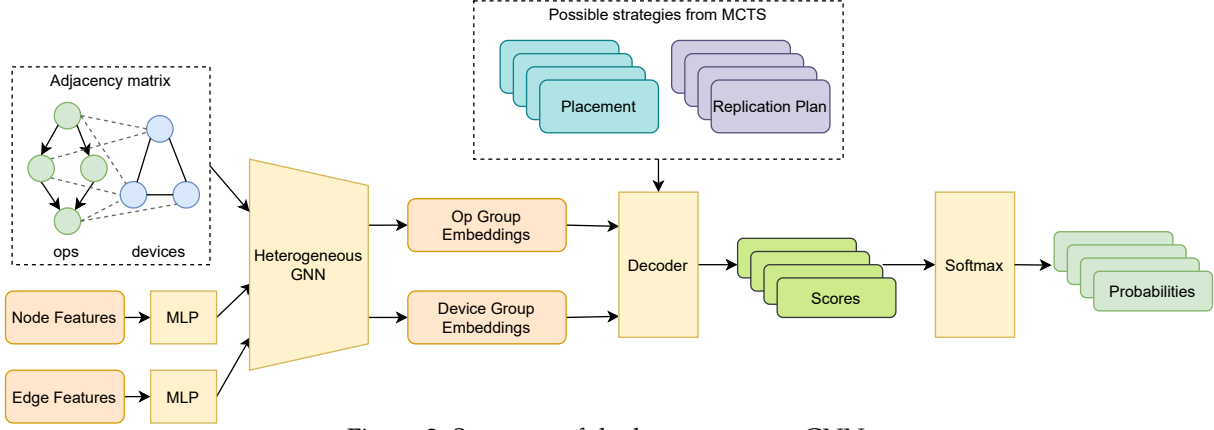 Possible strategies from MCTS
Placement
Replication Plan
Adjacency matrix
ops
devices
Node Features
MLP
Edge Features
MLP
Heterogeneous
GNN
Op Group
Embeddings
Device Group
Embeddings
Decoder
Scores
Softmax
Probabilities